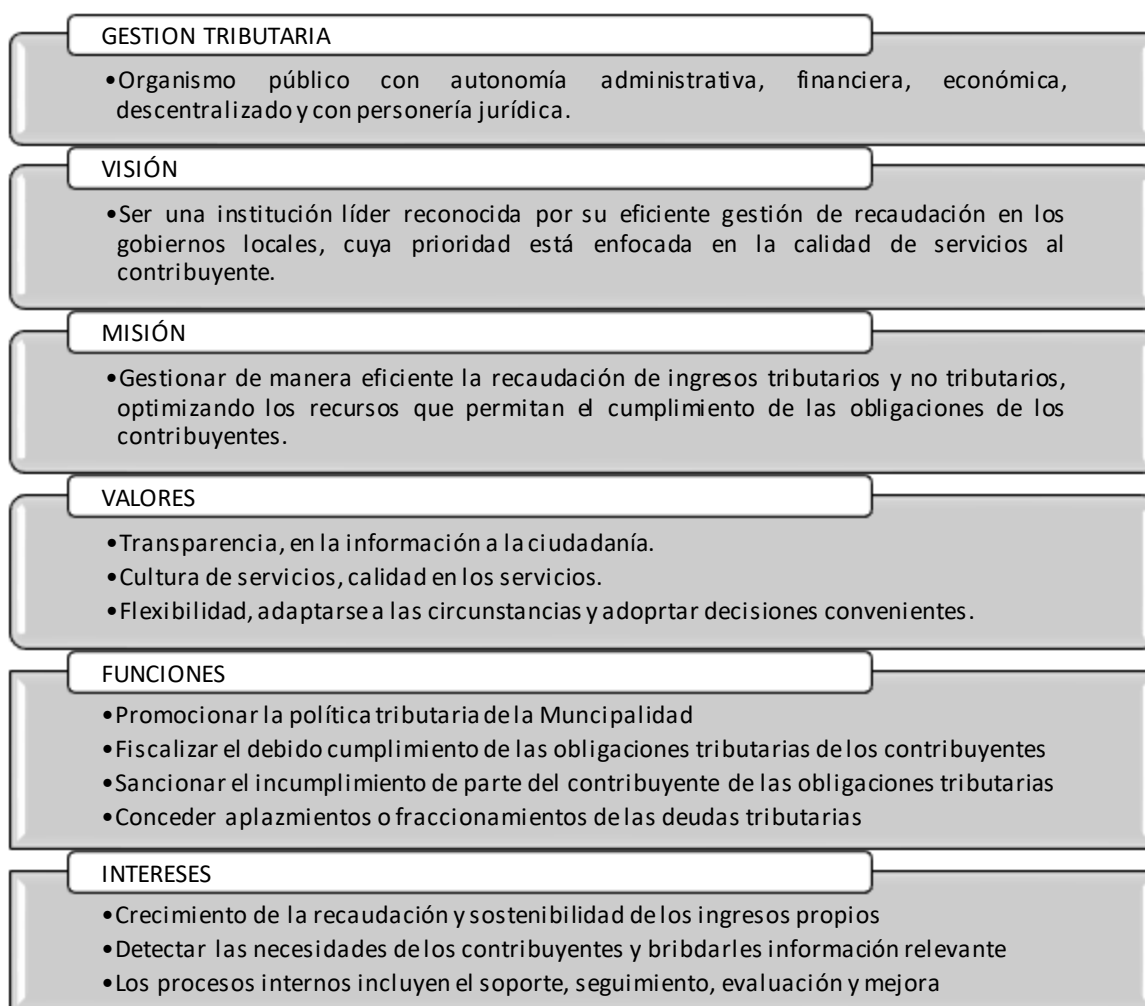 GESTION TRIBUTARIA
•Organismo público con autonomía administrativa, financiera, económica,
descentralizado y con personería jurídica.
VISIÓN
•Ser una institución líder reconocida por su eficiente gestión de recaudación en los
gobiernos locales, cuya prioridad está enfocada en la calidad de servicios al
contribuyente.
MISIÓN
•Gestionar de manera eficiente la recaudación de ingresos tributarios y no tributarios,
optimizando los recursos que permitan el cumplimiento de las obligaciones de los
contribuyentes.
VALORES
•Transparencia, en la información a la ciudadanía.
•Cultura de servicios, calidad en los servicios.
•Flexibilidad, adaptarse a las circunstancias y adoprtar decisiones convenientes.
FUNCIONES
•Promocionar la política tributaria de la Muncipalidad
•Fiscalizar el debido cumplimiento de las obligaciones tributarias de los contribuyentes
•Sancionar el incumplimiento de parte del contribuyente de las obligaciones tributarias
•Conceder aplazmientos o fraccionamientos de las deudas tributarias
INTERESES
•Crecimiento de la recaudación y sostenibilidad de los ingresos propios
•Detectar las necesidades de los contribuyentes y bribdarles información relevante
•Los procesos internos incluyen el soporte, seguimiento, evaluación y mejora